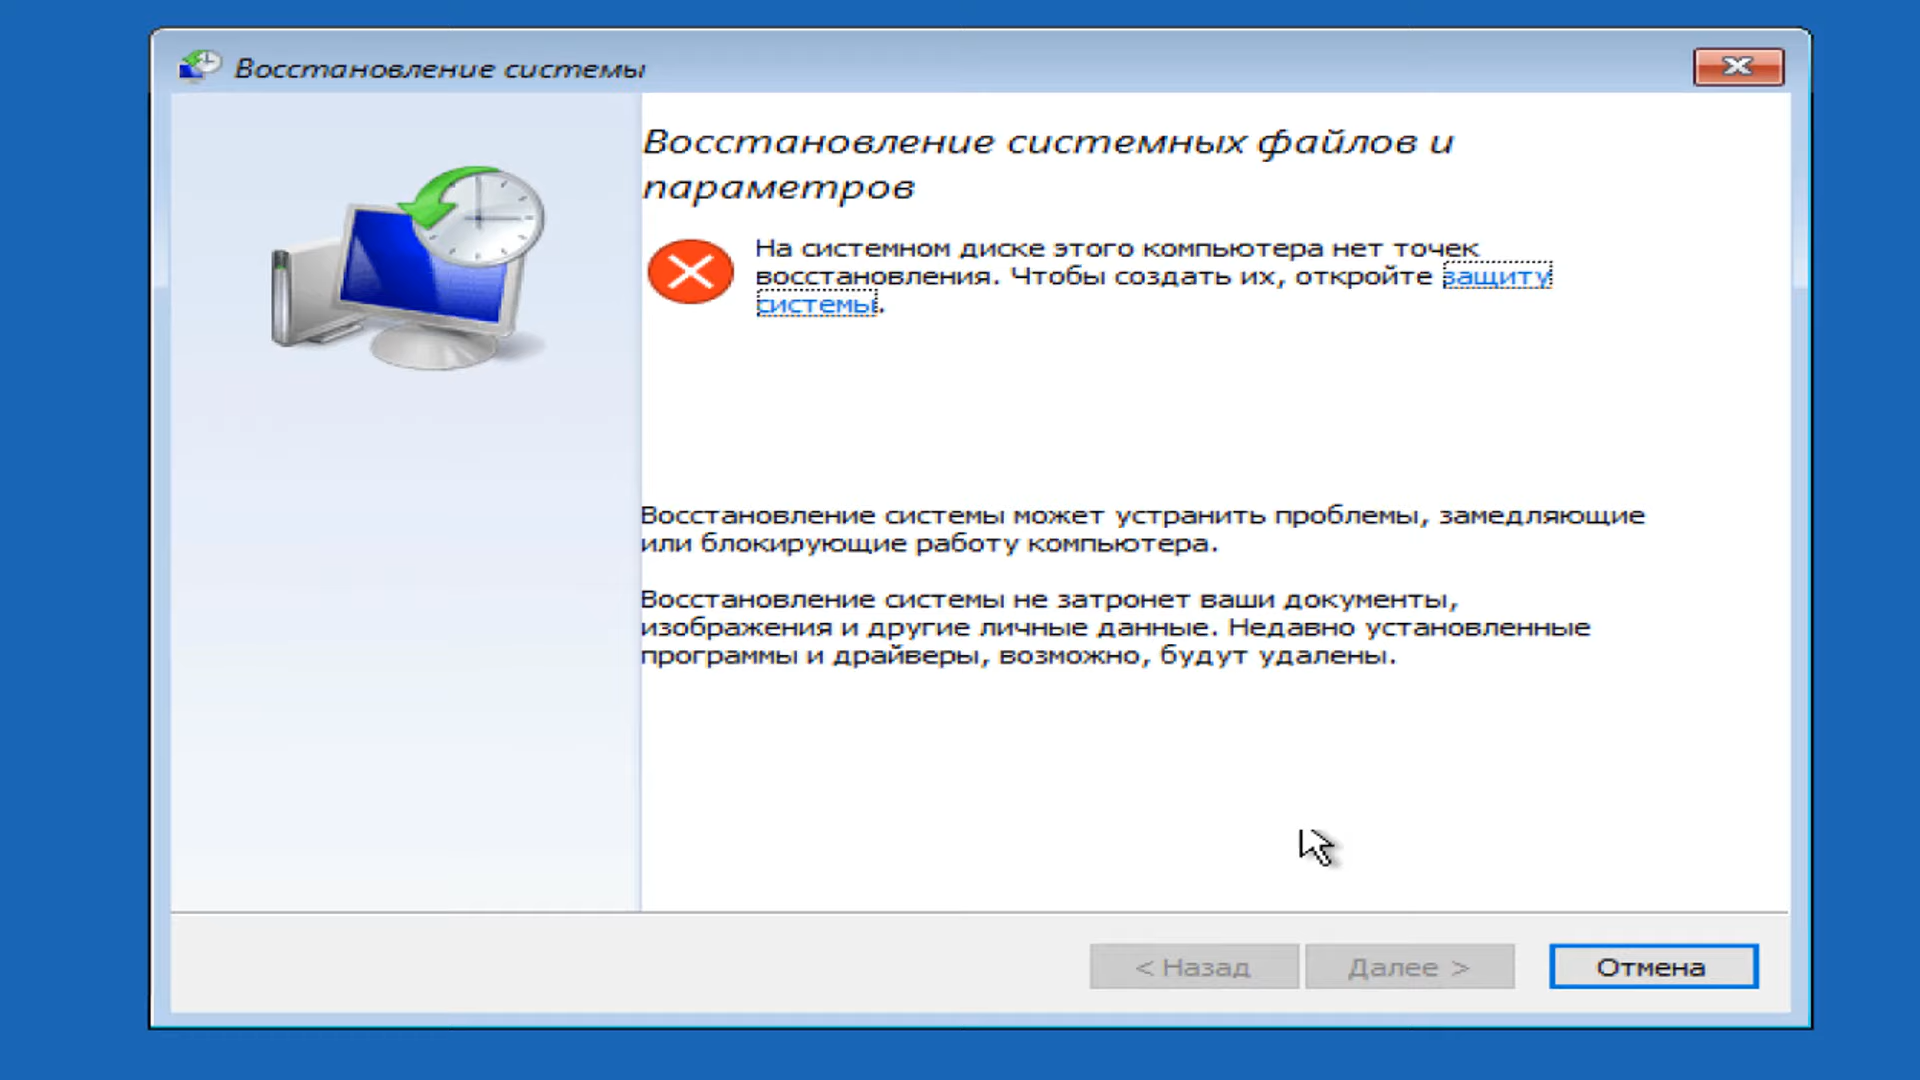 Восстановление системы
Восстановление системных файлов и
параметров
На системном диске этого компьютера нет точек
восстановления. Чтобы создать их, откройте защиту
системы.
Восстановление системы может устранить проблемы, замедляющие
или блокирующие работу компьютера.
Восстановление системы не затронет ваши документы,
изображения и другие личные данные. Недавно установленные
программы и драйверы, возможно, будут удалены.
< Назад
Далее >
Отмена